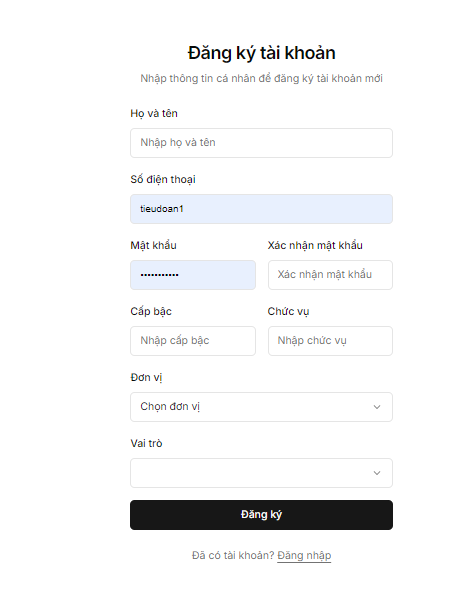 Đăng ký tài khoản
Nhập thông tin cá nhân để đăng ký tài khoản mới
Họ và tên
Nhập họ và tên
Số điện thoại
tieudoan1
Mật khẩu
Xác nhận mật khẩu
•••••••••••
Xác nhận mật khẩu
Cấp bậc
Chức vụ
Nhập cấp bậc
Nhập chức vụ
Đơn vị
Chọn đơn vị
Vai trò
Đăng ký
Đã có tài khoản? Đăng nhập